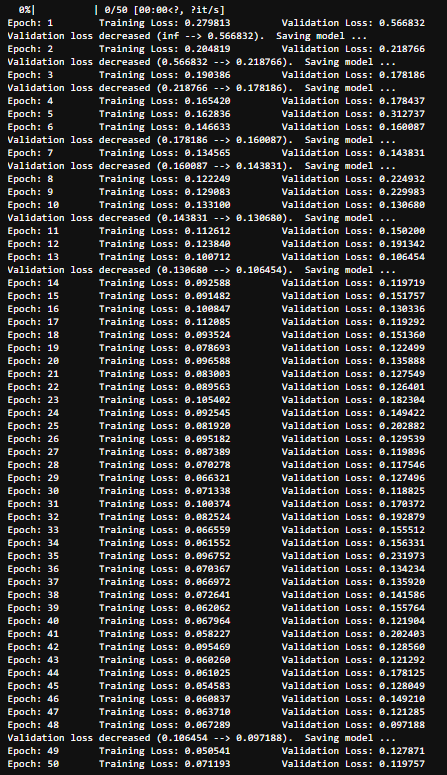 0%| | 0/50 [00:00<?, ?it/s]
Epoch: 1 Training Loss: 0.279813 Validation Loss: 0.566832
Validation loss decreased (inf --> 0.566832). Saving model ...
Epoch: 2 Training Loss: 0.204819 Validation Loss: 0.218766
Validation loss decreased (0.566832 --> 0.218766). Saving model ...
Epoch: 3 Training Loss: 0.190386 Validation Loss: 0.178186
Validation loss decreased (0.218766 --> 0.178186). Saving model ...
Epoch: 4 Training Loss: 0.165420 Validation Loss: 0.178437
Epoch: 5 Training Loss: 0.162836 Validation Loss: 0.312737
Epoch: 6 Training Loss: 0.146633 Validation Loss: 0.160087
Validation loss decreased (0.178186 --> 0.160087). Saving model ...
Epoch: 7 Training Loss: 0.134565 Validation Loss: 0.143831
Validation loss decreased (0.160087 --> 0.143831). Saving model ...
Epoch: 8 Training Loss: 0.122249 Validation Loss: 0.224932
Epoch: 9 Training Loss: 0.129083 Validation Loss: 0.229983
Epoch: 10 Training Loss: 0.133100 Validation Loss: 0.130680
Validation loss decreased (0.143831 --> 0.130680). Saving model ...
Epoch: 11 Training Loss: 0.112612 Validation Loss: 0.150200
Epoch: 12 Training Loss: 0.123840 Validation Loss: 0.191342
Epoch: 13 Training Loss: 0.100712 Validation Loss: 0.106454
Validation loss decreased (0.130680 --> 0.106454). Saving model ...
Epoch: 14 Training Loss: 0.092588 Validation Loss: 0.119719
Epoch: 15 Training Loss: 0.091482 Validation Loss: 0.151757
Epoch: 16 Training Loss: 0.100847 Validation Loss: 0.130336
Epoch: 17 Training Loss: 0.112085 Validation Loss: 0.119292
Epoch: 18 Training Loss: 0.093524 Validation Loss: 0.151360
Epoch: 19 Training Loss: 0.078693 Validation Loss: 0.122499
Epoch: 20 Training Loss: 0.096588 Validation Loss: 0.135888
Epoch: 21 Training Loss: 0.083003 Validation Loss: 0.127549
Epoch: 22 Training Loss: 0.089563 Validation Loss: 0.126401
Epoch: 23 Training Loss: 0.105402 Validation Loss: 0.182304
Epoch: 24 Training Loss: 0.092545 Validation Loss: 0.149422
Epoch: 25 Training Loss: 0.081920 Validation Loss: 0.202882
Epoch: 26 Training Loss: 0.095182 Validation Loss: 0.129539
Epoch: 27 Training Loss: 0.087389 Validation Loss: 0.119896
Epoch: 28 Training Loss: 0.070278 Validation Loss: 0.117546
Epoch: 29 Training Loss: 0.066321 Validation Loss: 0.127496
Epoch: 30 Training Loss: 0.071338 Validation Loss: 0.118825
Epoch: 31 Training Loss: 0.100374 Validation Loss: 0.170372
Epoch: 32 Training Loss: 0.082524 Validation Loss: 0.192879
Epoch: 33 Training Loss: 0.066559 Validation Loss: 0.155512
Epoch: 34 Training Loss: 0.061552 Validation Loss: 0.156331
Epoch: 35 Training Loss: 0.096752 Validation Loss: 0.231973
Epoch: 36 Training Loss: 0.070367 Validation Loss: 0.134234
Epoch: 37 Training Loss: 0.066972 Validation Loss: 0.135920
Epoch: 38 Training Loss: 0.072641 Validation Loss: 0.141586
Epoch: 39 Training Loss: 0.062062 Validation Loss: 0.155764
Epoch: 40 Training Loss: 0.067964 Validation Loss: 0.121904
Epoch: 41 Training Loss: 0.058227 Validation Loss: 0.202403
Epoch: 42 Training Loss: 0.095469 Validation Loss: 0.128560
Epoch: 43 Training Loss: 0.060260 Validation Loss: 0.121292
Epoch: 44 Training Loss: 0.061025 Validation Loss: 0.178125
Epoch: 45 Training Loss: 0.054583 Validation Loss: 0.128049
Epoch: 46 Training Loss: 0.060837 Validation Loss: 0.149210
Epoch: 47 Training Loss: 0.063710 Validation Loss: 0.121285
Epoch: 48 Training Loss: 0.067289 Validation Loss: 0.097188
Validation loss decreased (0.106454 --> 0.097188). Saving model ...
Epoch: 49 Training Loss: 0.050541 Validation Loss: 0.127871
Epoch: 50 Training Loss: 0.071193 Validation Loss: 0.119757